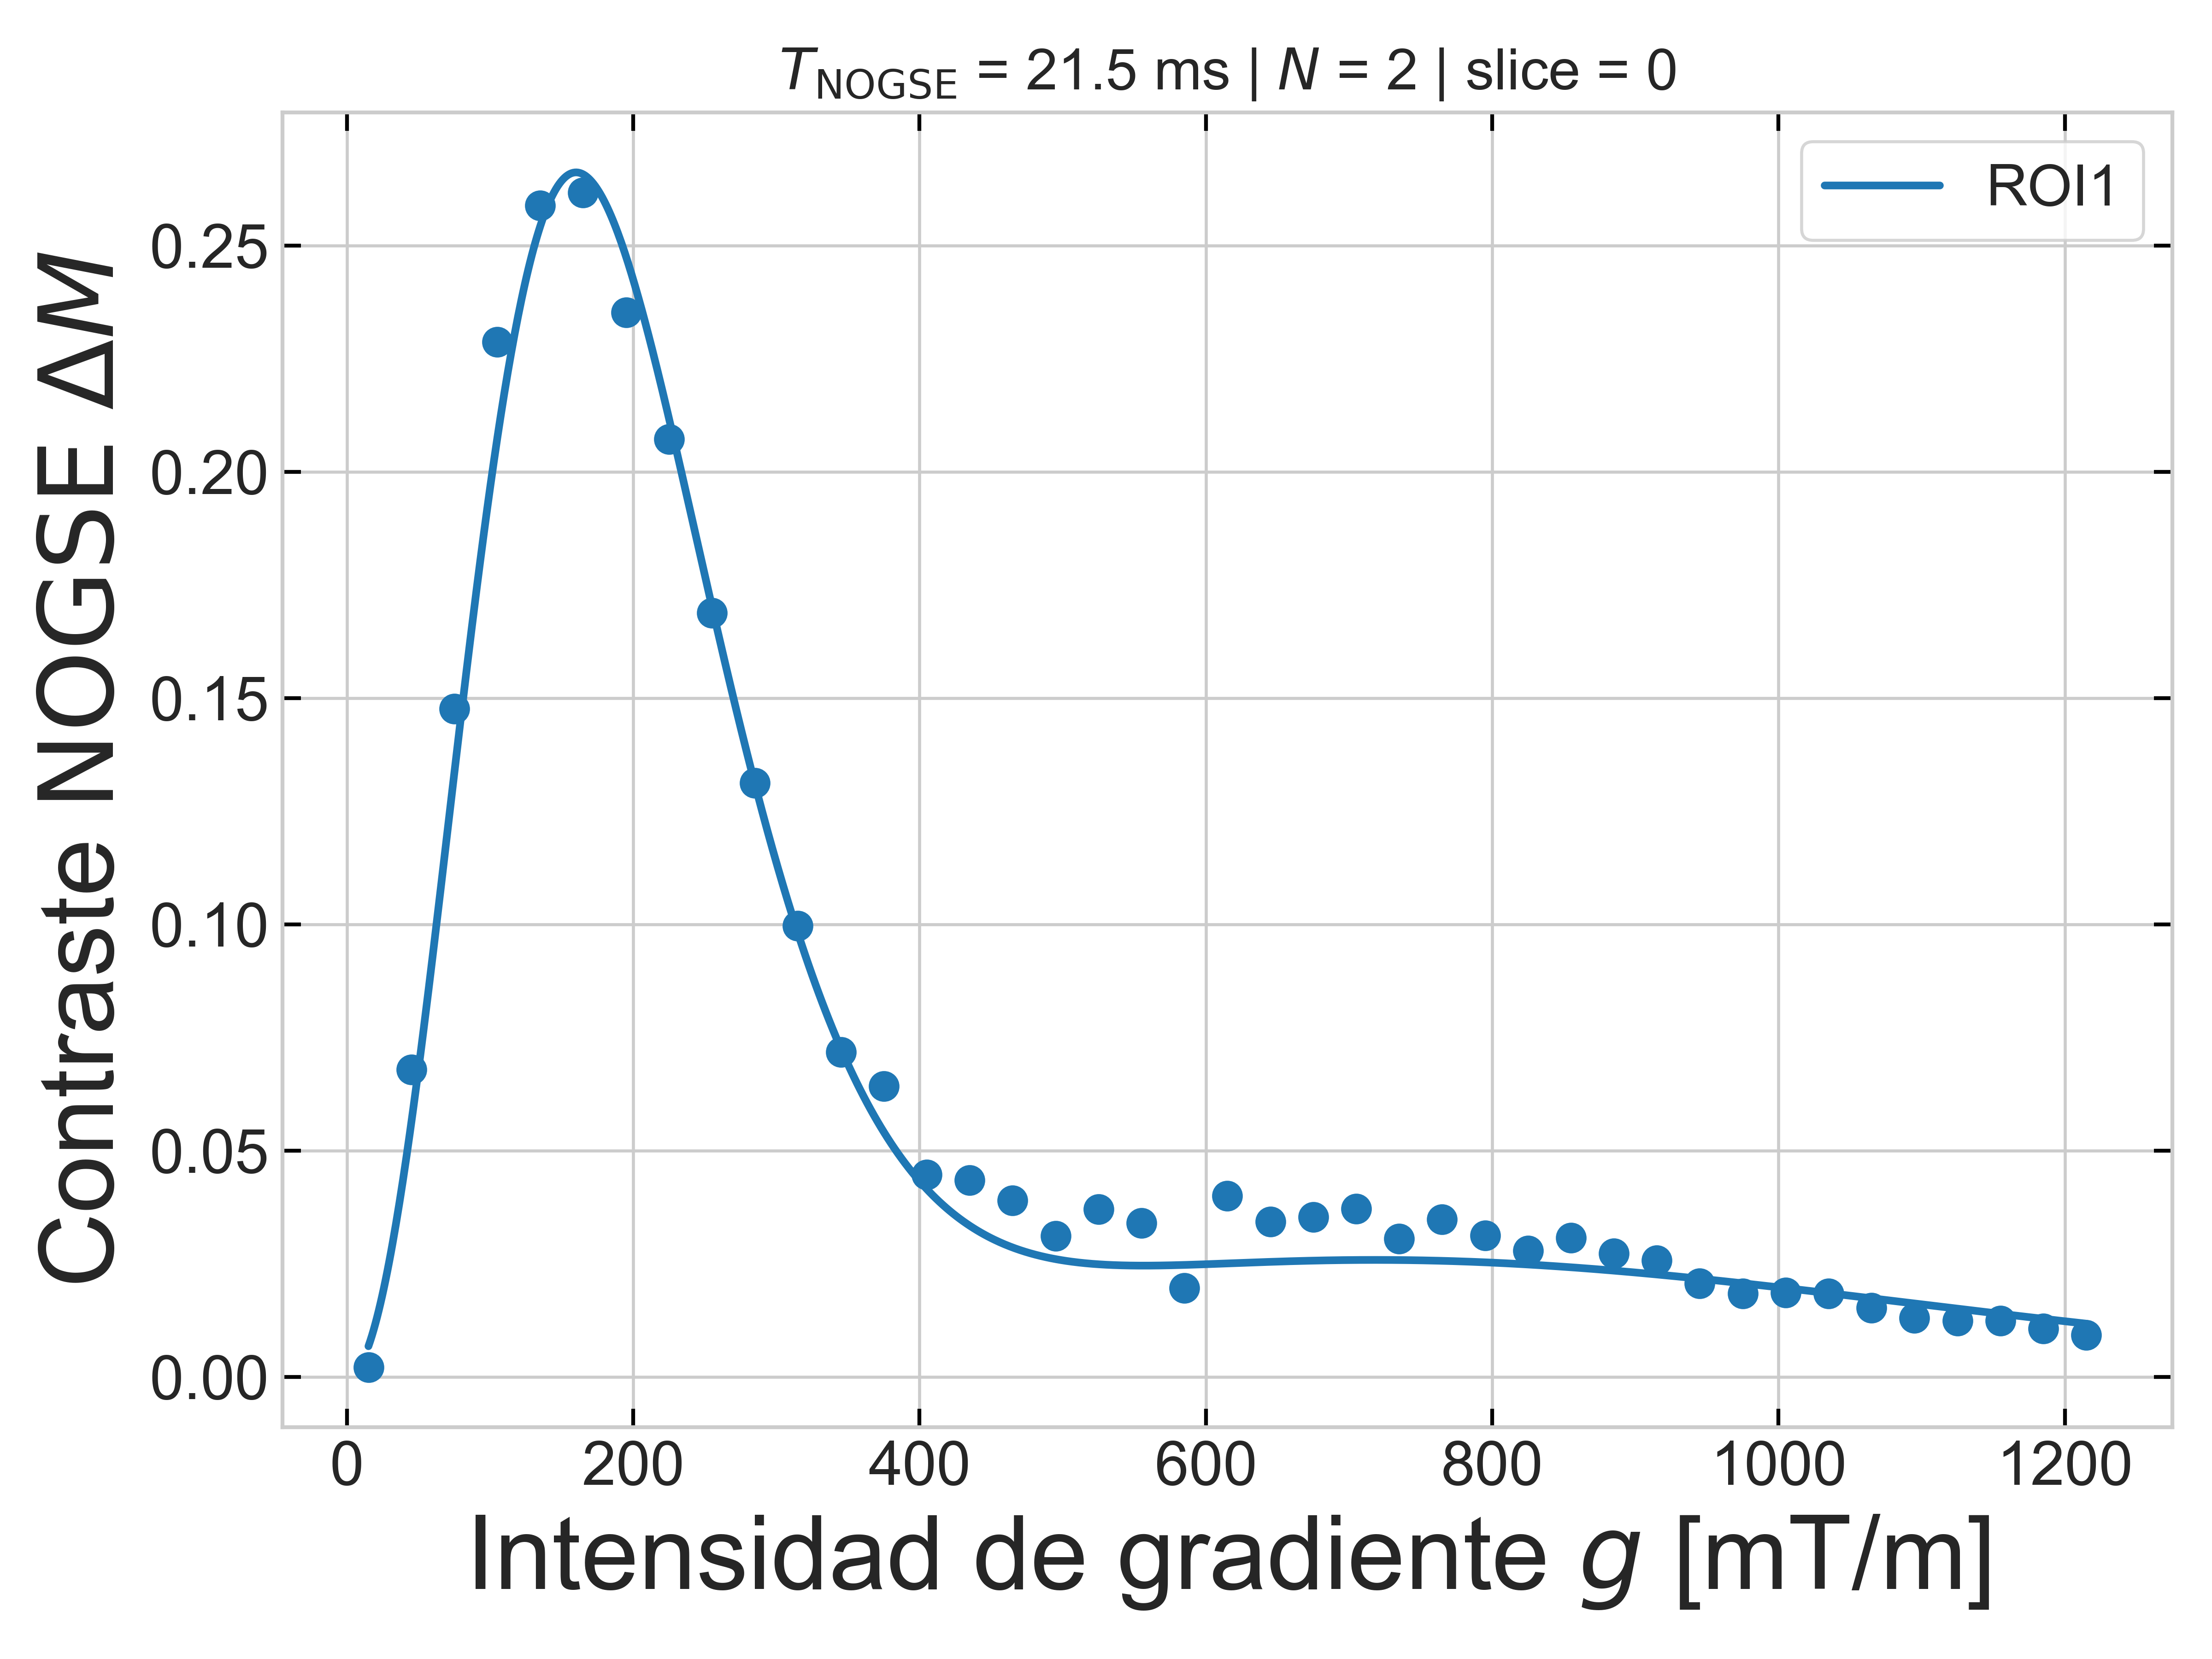 T_NOGSE = 21.5 ms | N = 2 | slice = 0
ROI1
Contraste NOGSE ΔM
0.25
0.20
0.15
0.10
0.05
0.00
0 200 400 600 800 1000 1200
Intensidad de gradiente g [mT/m]